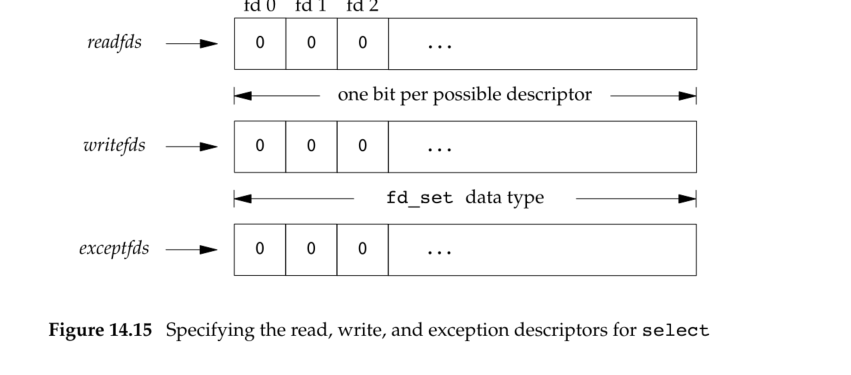 fd 0 fd 1 fd 2
readfds 0 0 0 ...
one bit per possible descriptor
writefds 0 0 0 ...
fd_set data type
exceptfds 0 0 0 ...
Figure 14.15 Specifying the read, write, and exception descriptors for select